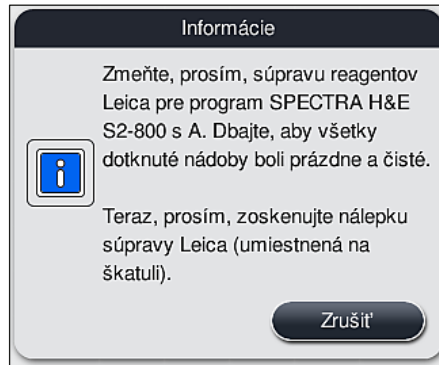 Informácie
Zmeňte, prosím, súpravu reagentov
Leica pre program SPECTRA H&E
S2-800 s A. Dbajte, aby všetky
dotknuté nádoby boli prázdne a čisté.
Teraz, prosím, zoskenujte nálepku
súpravy Leica (umiestnená na
škatuli).
Zrušiť